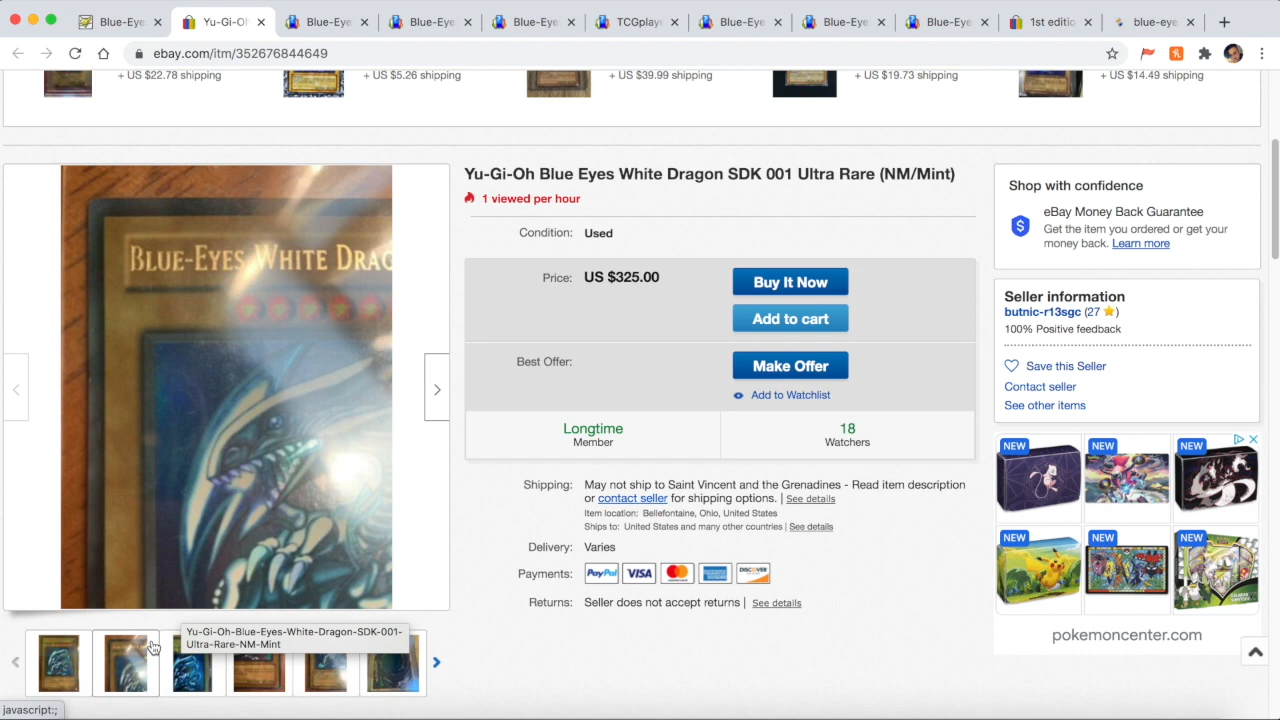 Blue-Eye
Yu-Gi-O
Blue-Eye
Blue-Eye
Blue-Eye
TCGplay
Blue-Eye
Blue-Eye
Blue-Eye
1st editio
blue-eye
ebay.com/itm/352676844649
+ US $22.78 shipping
+ US $5.26 shipping
+ US $39.99 shipping
+ US $19.73 shipping
+ US $14.49 shipping
Yu-Gi-Oh Blue Eyes White Dragon SDK 001 Ultra Rare (NM/Mint)
1 viewed per hour
Condition: Used
Price: US $325.00
Buy It Now
Add to cart
Best Offer:
Make Offer
Add to Watchlist
Longtime
Member
18
Watchers
Shipping: May not ship to Saint Vincent and the Grenadines - Read item description
or contact seller for shipping options. | See details
Item location: Bellefontaine, Ohio, United States
Ships to: United States and many other countries | See details
Delivery: Varies
Payments: PayPal VISA MasterCard AMERICAN EXPRESS DISCOVER
Returns: Seller does not accept returns | See details
BLUE-EYES WHITE DRAG
Yu-Gi-Oh-Blue-Eyes-White-Dragon-SDK-001-
Ultra-Rare-NM-Mint
Shop with confidence
eBay Money Back Guarantee
Get the item you ordered or get your
money back. Learn more
Seller information
butnic-r13sgc (27 )
100% Positive feedback
Save this Seller
Contact seller
See other items
NEW
NEW
NEW
NEW
NEW
NEW
pokemoncenter.com
javascript:;